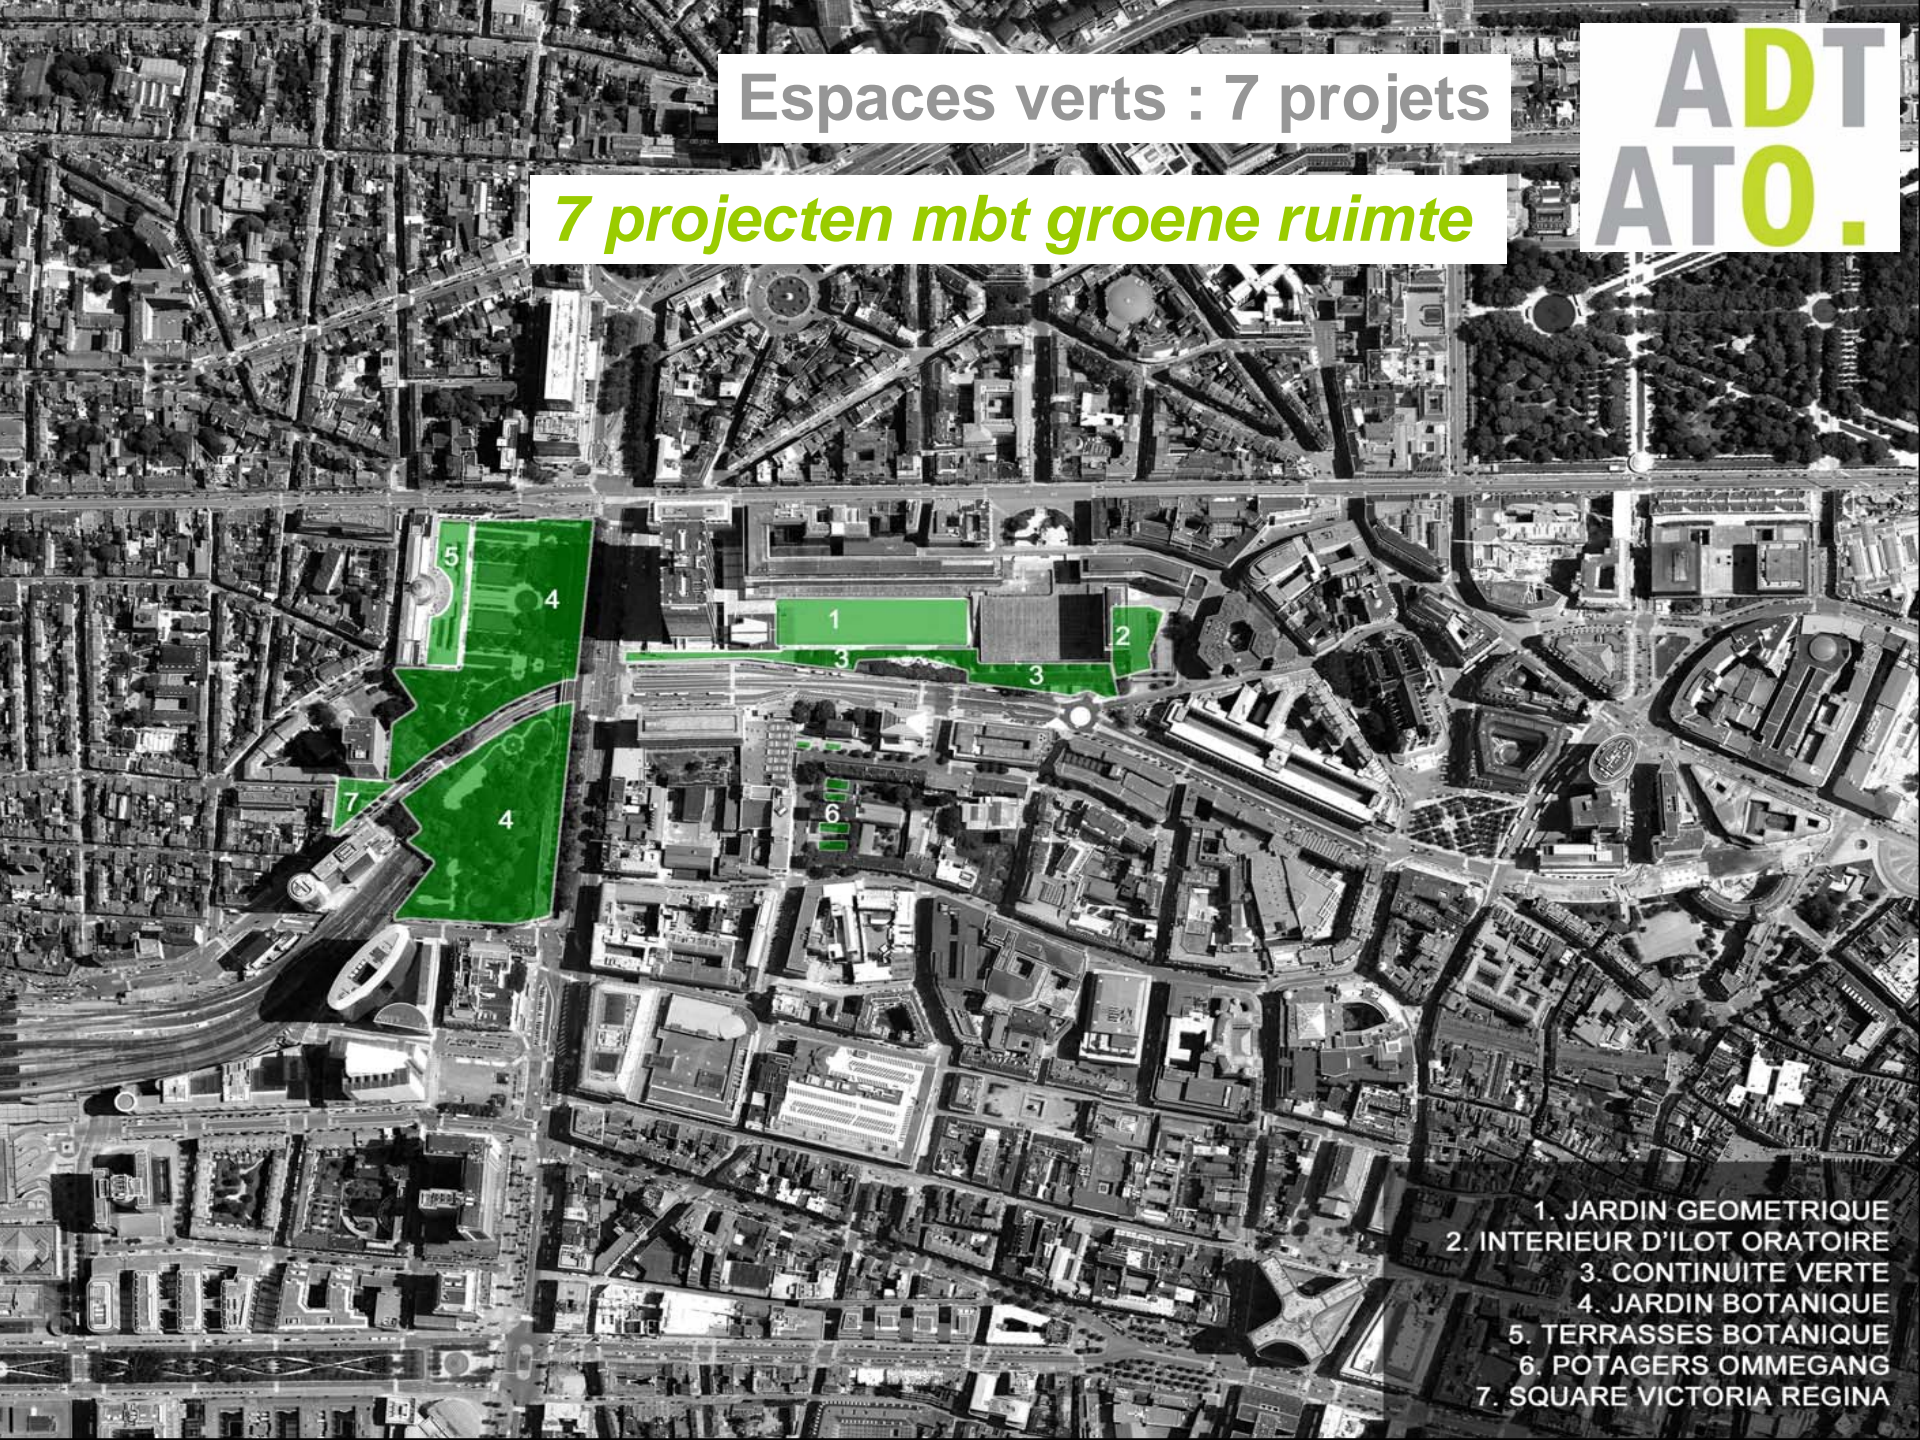 Espaces verts : 7 projets
ADT
ATO.
7 projecten mbt groene ruimte
5
4
1
2
3
3
7
4
6
1. JARDIN GEOMETRIQUE
2. INTERIEUR D'ILOT ORATOIRE
3. CONTINUITE VERTE
4. JARDIN BOTANIQUE
5. TERRASSES BOTANIQUE
6. POTAGERS OMMEGANG
7. SQUARE VICTORIA REGINA